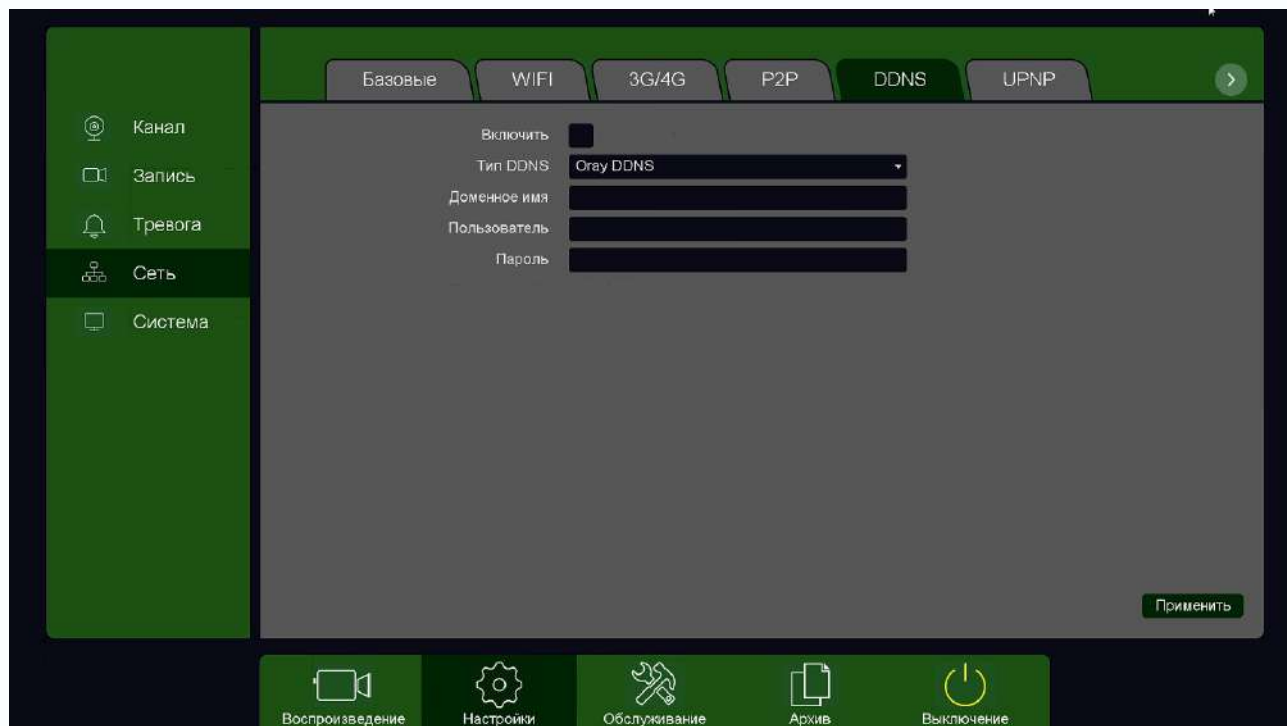 Базовые WIFI 3G/4G P2P DDNS UPNP
Канал
Запись
Тревога
Сеть
Система
Включить
Тип DDNS Oray DDNS
Доменное имя
Пользователь
Пароль
Применить
Воспроизведение Настройки Обслуживание Архив Выключение